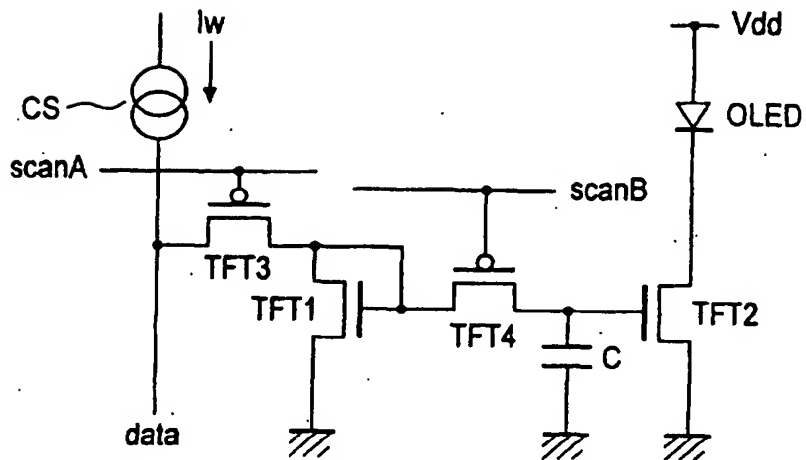 Iw
Vdd
CS
OLED
scanA
scanB
TFT3
TFT1
TFT4
TFT2
C
data